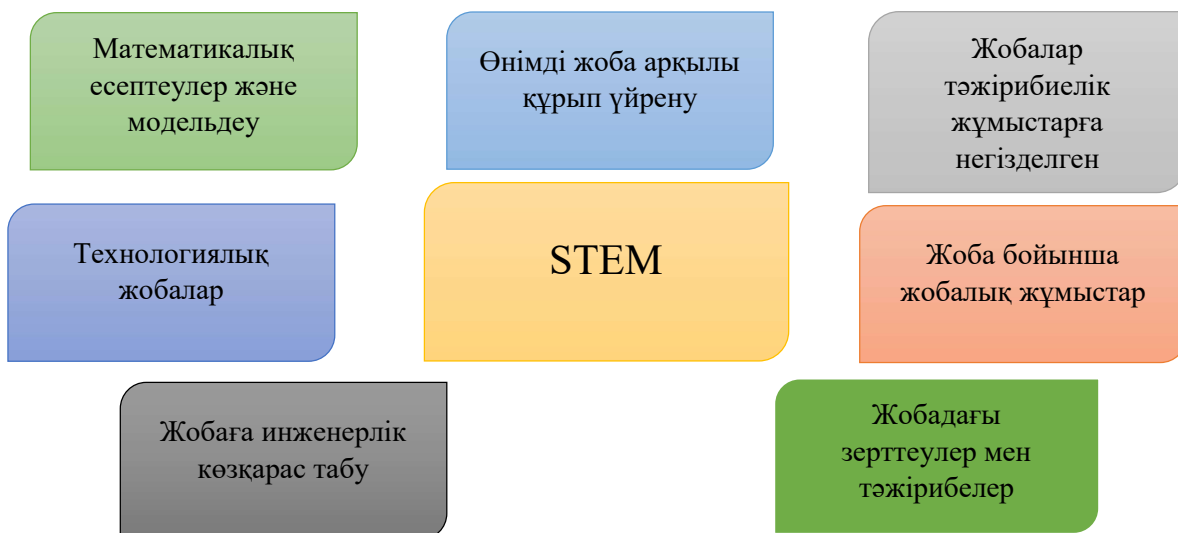 Математикалық
есептеулер және
модельдеу
Өнімді жоба арқылы
құрып үйрену
Жобалар
тәжірибиелік
жұмыстарға
негізделген
Технологиялық
жобалар
STEM
Жоба бойынша
жобалық жұмыстар
Жобаға инженерлік
көзқарас табу
Жобадағы
зерттеулер мен
тәжірибелер